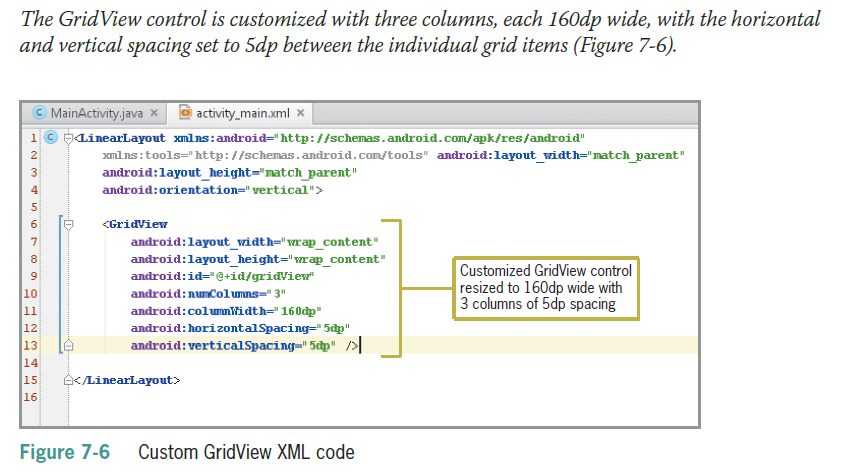 The GridView control is customized with three columns, each 160dp wide, with the horizontal
and vertical spacing set to 5dp between the individual grid items (Figure 7-6).
MainActivity.java × activity_main.xml ×
1 <LinearLayout xmlns:android="http://schemas.android.com/apk/res/android"
2 xmlns:tools="http://schemas.android.com/tools" android:layout_width="match_parent"
3 android:layout_height="match_parent"
4 android:orientation="vertical">
5
6 <GridView
7 android:layout_width="wrap_content"
8 android:layout_height="wrap_content"
9 android:id="@+id/gridView"
10 android:numColumns="3"
11 android:columnWidth="160dp"
12 android:horizontalSpacing="5dp"
13 android:verticalSpacing="5dp" />
14
15 </LinearLayout>
16
Customized GridView control
resized to 160dp wide with
3 columns of 5dp spacing
Figure 7-6 Custom GridView XML code